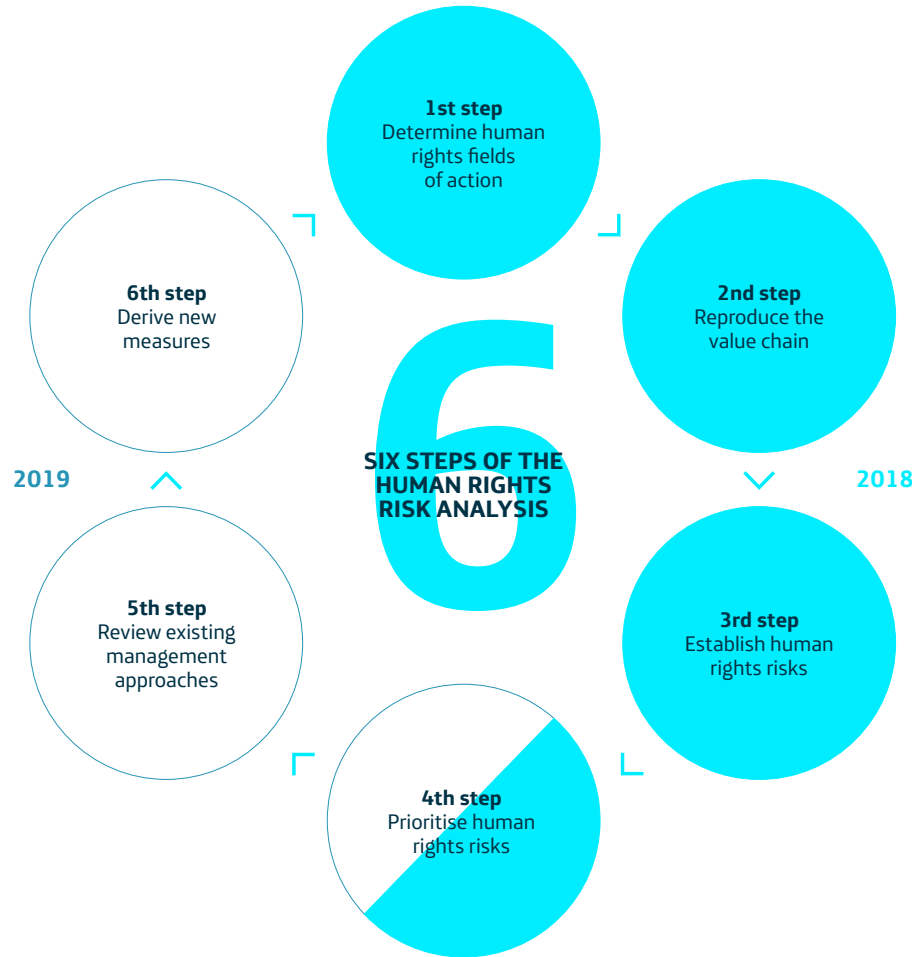 1st step
Determine human
rights fields
of action
2nd step
Reproduce the
value chain
3rd step
Establish human
rights risks
4th step
Prioritise human
rights risks
5th step
Review existing
management
approaches
6th step
Derive new
measures
6
SIX STEPS OF THE
HUMAN RIGHTS
RISK ANALYSIS
2019
2018